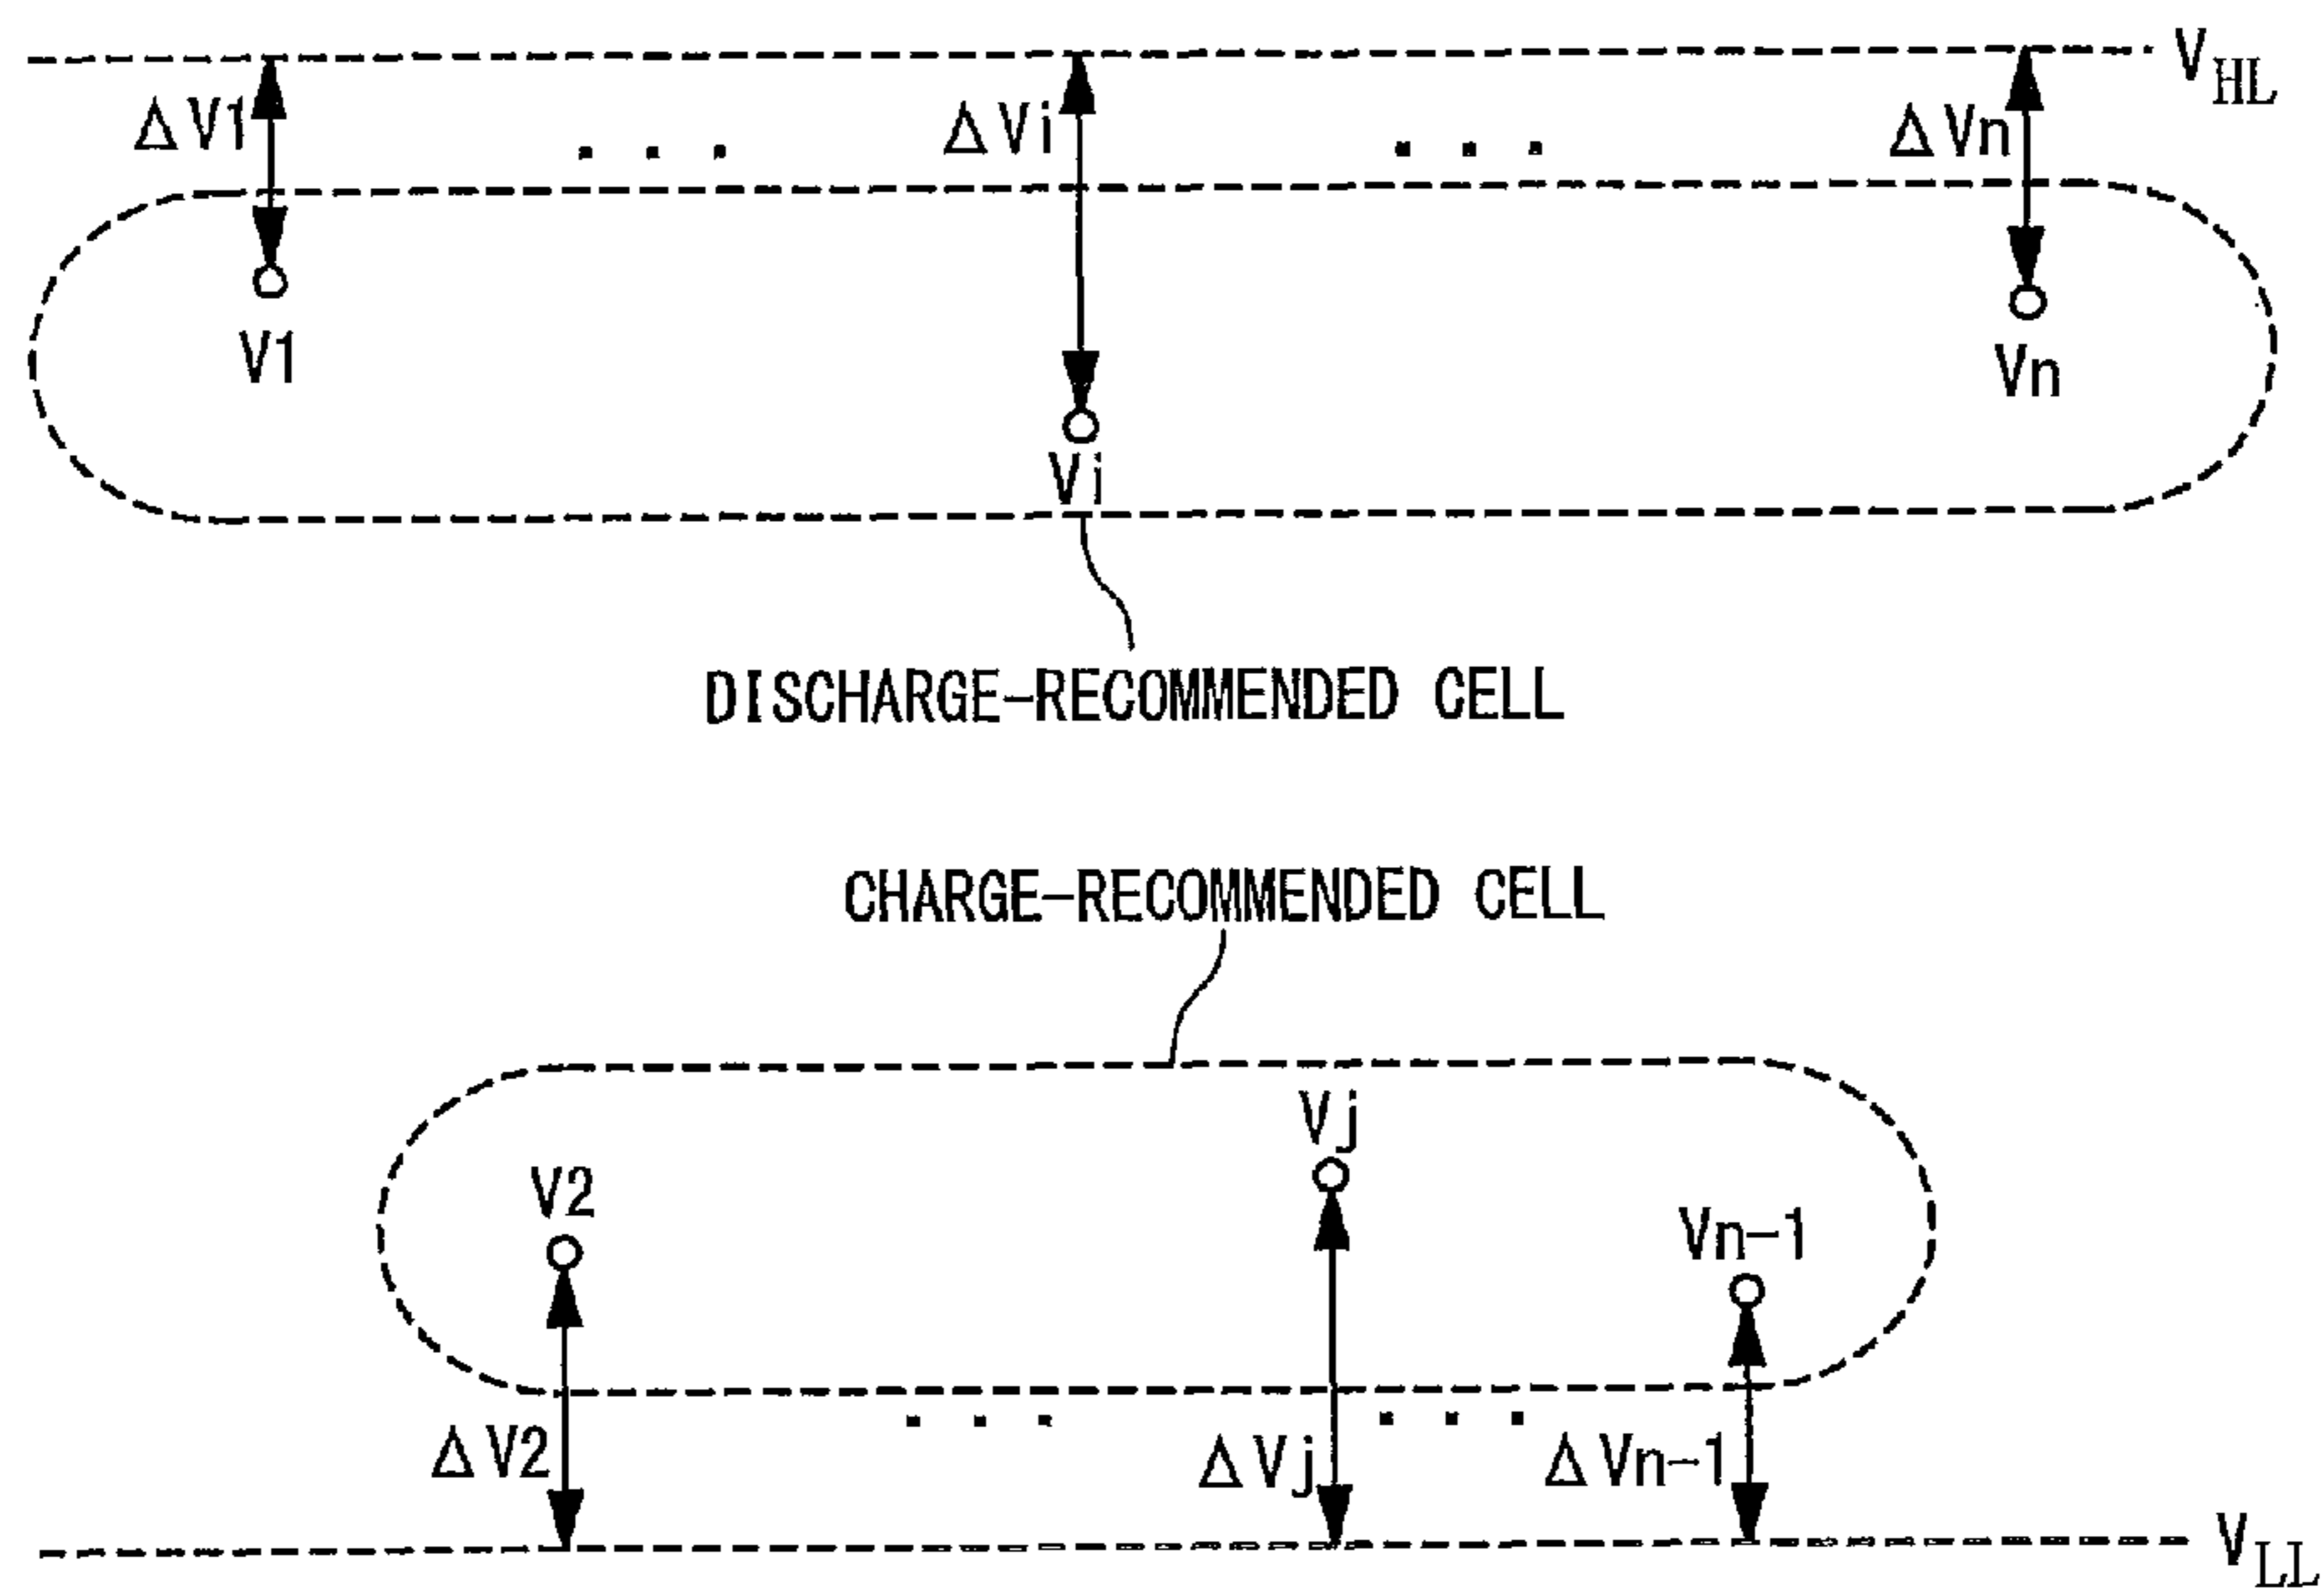 V_HL
ΔV1 ... ΔVi ... ΔVn
V1
Vn
Vi
DISCHARGE-RECOMMENDED CELL
CHARGE-RECOMMENDED CELL
Vj
V2
Vn-1
ΔV2 ... ΔVj ... ΔVn-1
V_LL